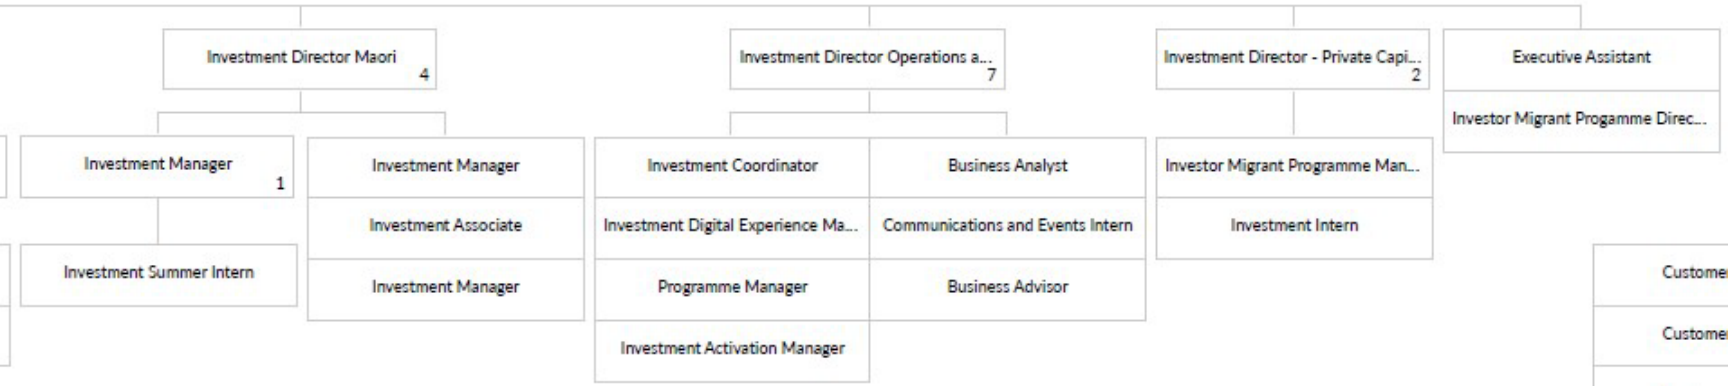 Investment Director Maori
4
Investment Director Operations a...
7
Investment Director - Private Capi...
2
Executive Assistant
Investor Migrant Progamme Direc...
Investment Manager
1
Investment Summer Intern
Investment Manager
Investment Associate
Investment Manager
Investment Coordinator
Investment Digital Experience Ma...
Programme Manager
Investment Activation Manager
Business Analyst
Communications and Events Intern
Business Advisor
Investor Migrant Programme Man...
Investment Intern
Custome
Custome